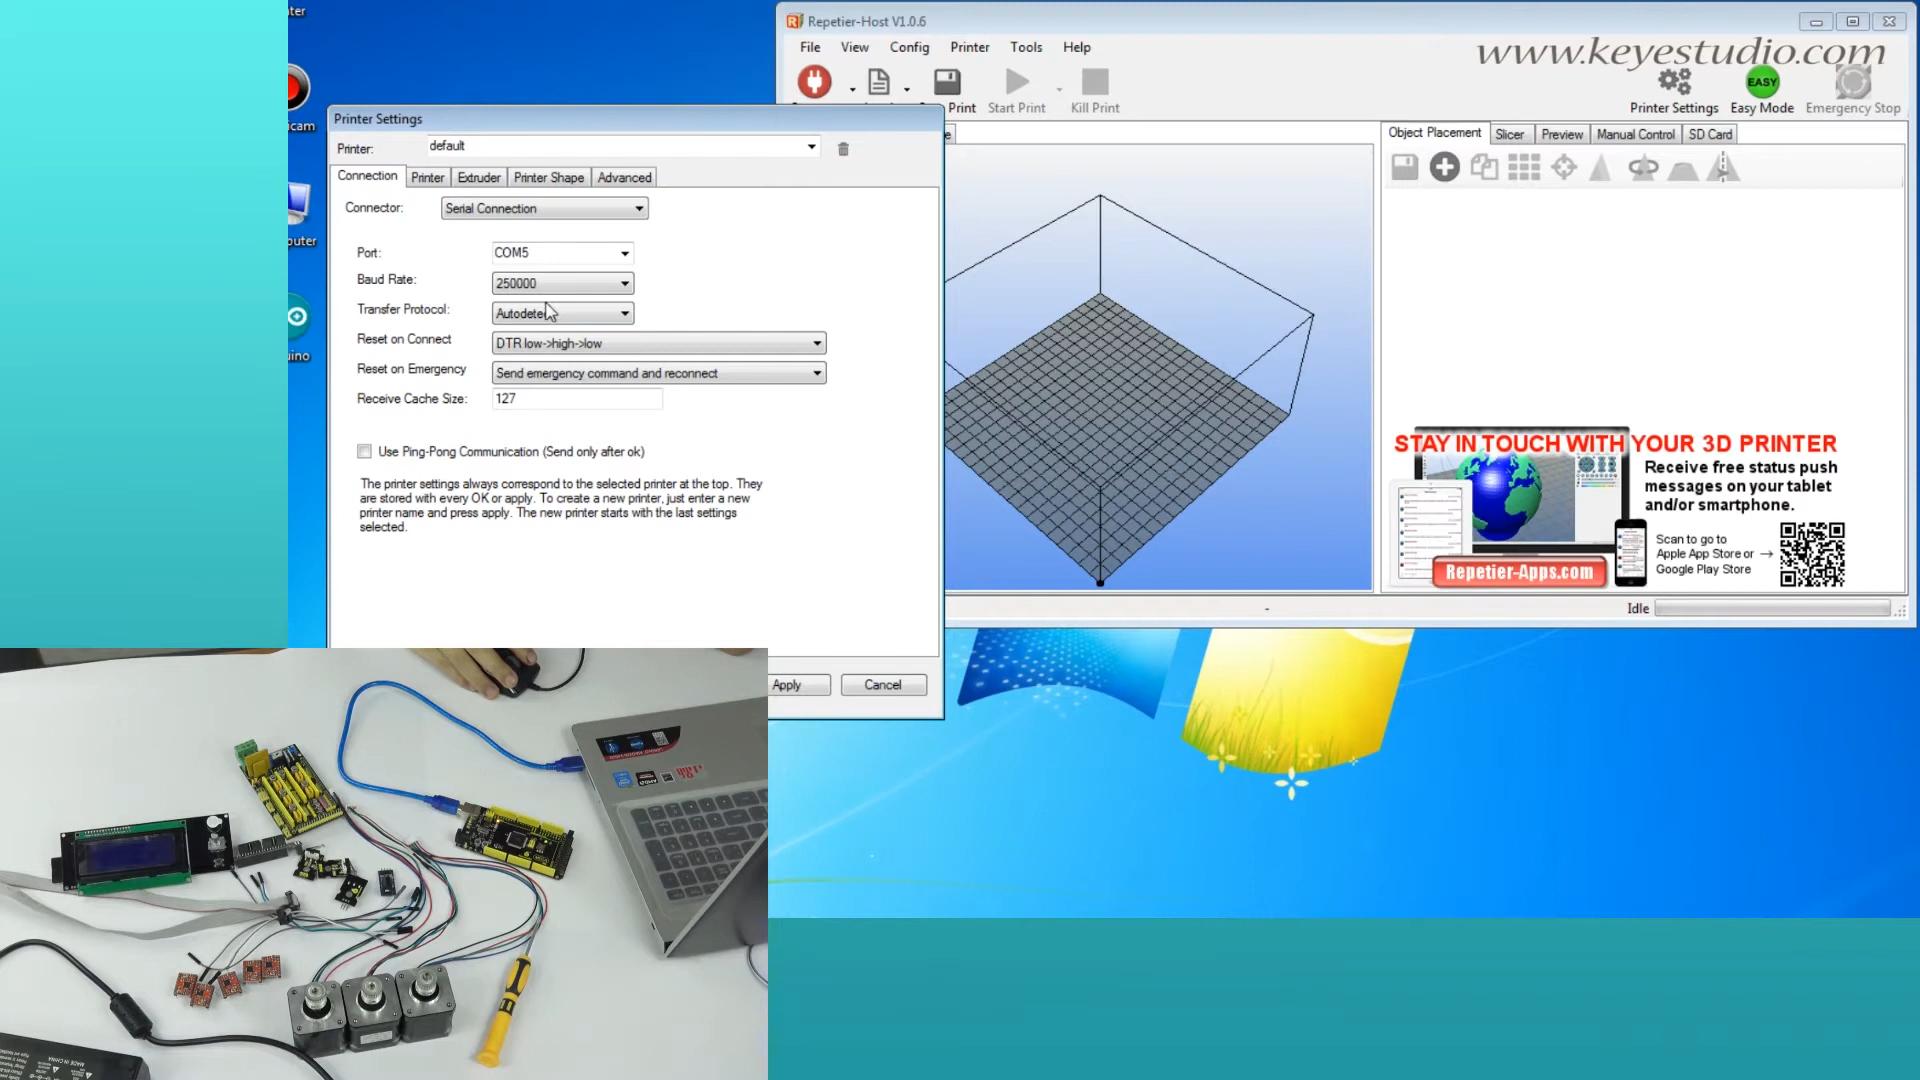 ter
Repetier-Host V1.0.6
File View Config Printer Tools Help
www.keyestudio.com
Print Start Print Kill Print
EASY
Printer Settings Easy Mode Emergency Stop
icam
Printer Settings
Printer: default
Connection Printer Extruder Printer Shape Advanced
e
Object Placement Slicer Preview Manual Control SD Card
Connector: Serial Connection
uter
Port: COM5
Baud Rate: 250000
Transfer Protocol: Autodete
Reset on Connect DTR low->high->low
ino
Reset on Emergency Send emergency command and reconnect
Receive Cache Size: 127
Use Ping-Pong Communication (Send only after ok)
The printer settings always correspond to the selected printer at the top. They
are stored with every OK or apply. To create a new printer, just enter a new
printer name and press apply. The new printer starts with the last settings
selected.
STAY IN TOUCH WITH YOUR 3D PRINTER
Receive free status push
messages on your tablet
and/or smartphone.
Scan to go to
Apple App Store or →
Google Play Store
Repetier-Apps.com
- Idle
Apply Cancel
MADE IN CHINA